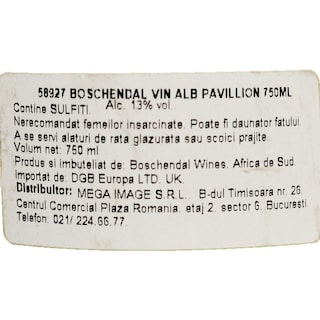 58927 BOSCHENDAL VIN ALB PAVILLION 750ML
Contine SULFITI. Alc. 13% vol.
Nerecomandat femeilor insarcinate. Poate fi daunator fatului.
A se servi alaturi de rata glazurata sau scoici prajite.
Volum net: 750 ml
Produs si imbuteliat de: Boschendal Wines. Africa de Sud.
Importat de: DGB Europa LTD. UK.
Distribuitor: MEGA IMAGE S.R.L., B-dul Timisoara nr. 26.
Centrul Comercial Plaza Romania. etaj 2. sector 6. Bucuresti.
Telefon: 021/ 224.66.77.